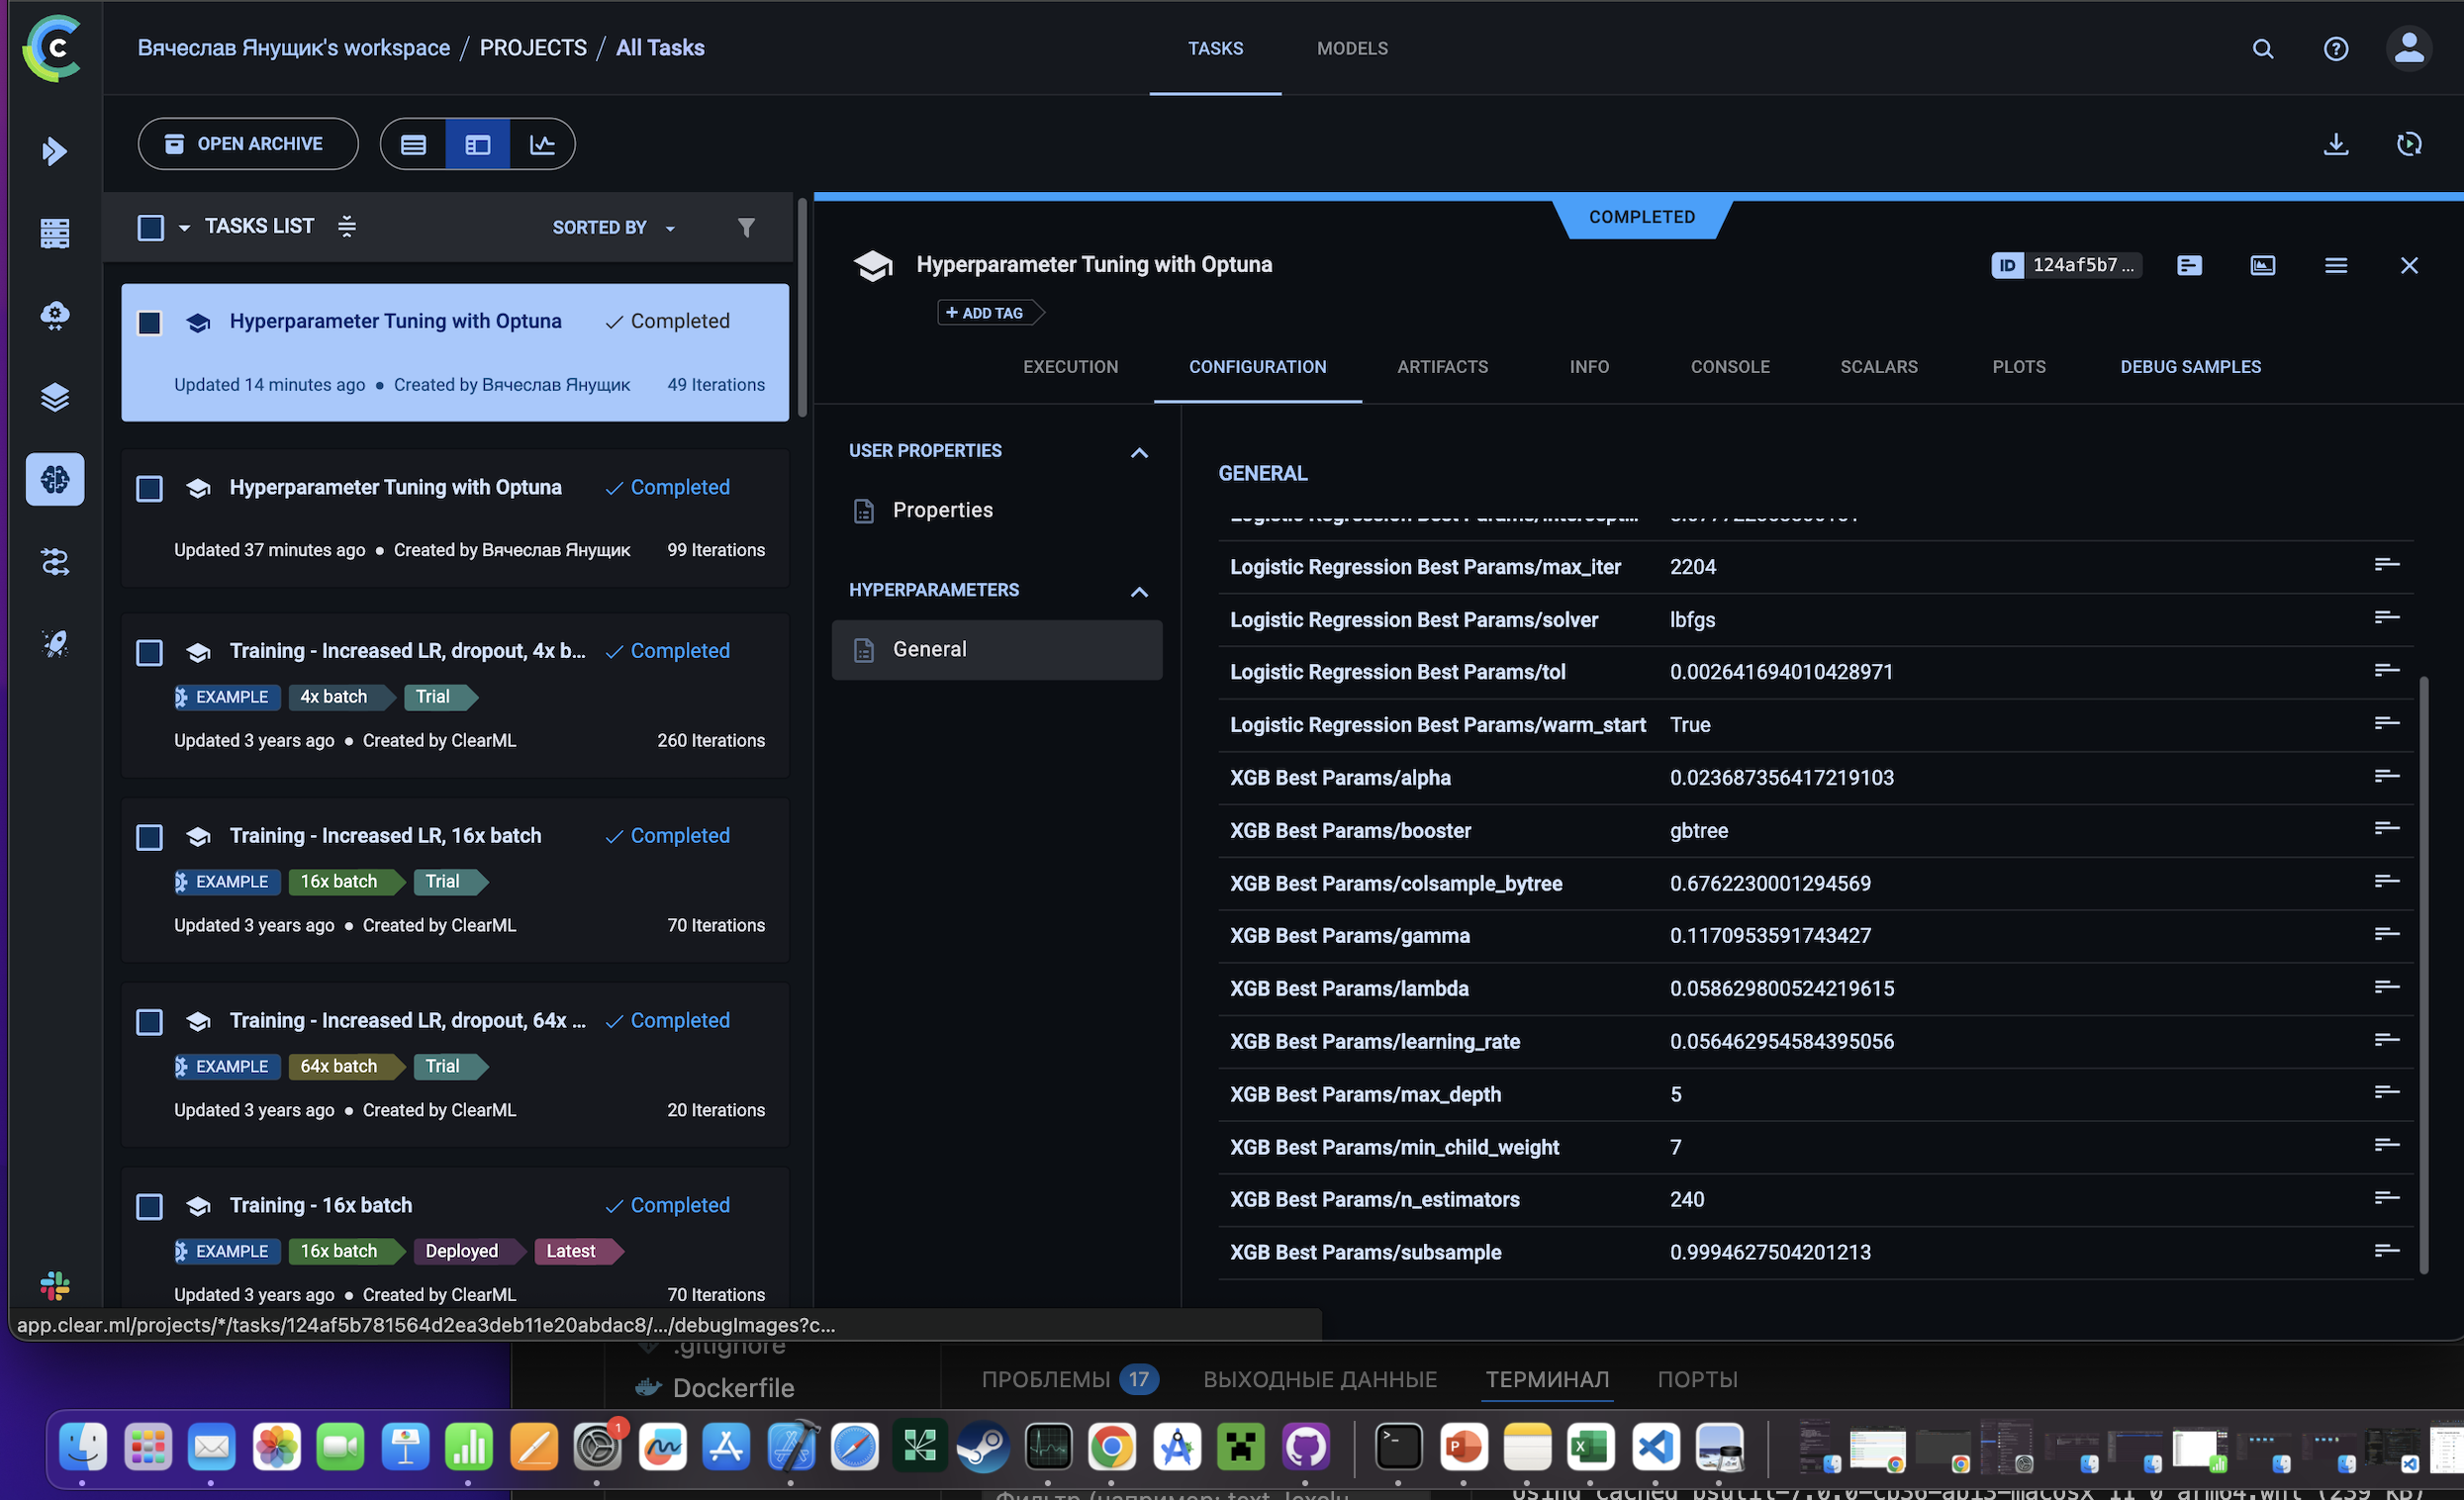 Вячеслав Янущик's workspace / PROJECTS / All Tasks
TASKS
MODELS
OPEN ARCHIVE
TASKS LIST
SORTED BY
Hyperparameter Tuning with Optuna
Completed
Updated 14 minutes ago • Created by Вячеслав Янущик
49 Iterations
Hyperparameter Tuning with Optuna
Completed
Updated 37 minutes ago • Created by Вячеслав Янущик
99 Iterations
Training - Increased LR, dropout, 4x b...
Completed
EXAMPLE
4x batch
Trial
Updated 3 years ago • Created by ClearML
260 Iterations
Training - Increased LR, 16x batch
Completed
EXAMPLE
16x batch
Trial
Updated 3 years ago • Created by ClearML
70 Iterations
Training - Increased LR, dropout, 64x ...
Completed
EXAMPLE
64x batch
Trial
Updated 3 years ago • Created by ClearML
20 Iterations
Training - 16x batch
Completed
EXAMPLE
16x batch
Deployed
Latest
Updated 3 years ago • Created by ClearML
70 Iterations
COMPLETED
Hyperparameter Tuning with Optuna
ID 124af5b7...
+ ADD TAG
EXECUTION
CONFIGURATION
ARTIFACTS
INFO
CONSOLE
SCALARS
PLOTS
DEBUG SAMPLES
USER PROPERTIES
Properties
HYPERPARAMETERS
General
GENERAL
Logistic Regression Best Params/max_iter 2204
Logistic Regression Best Params/solver lbfgs
Logistic Regression Best Params/tol 0.002641694010428971
Logistic Regression Best Params/warm_start True
XGB Best Params/alpha 0.023687356417219103
XGB Best Params/booster gbtree
XGB Best Params/colsample_bytree 0.6762230001294569
XGB Best Params/gamma 0.1170953591743427
XGB Best Params/lambda 0.058629800524219615
XGB Best Params/learning_rate 0.056462954584395056
XGB Best Params/max_depth 5
XGB Best Params/min_child_weight 7
XGB Best Params/n_estimators 240
XGB Best Params/subsample 0.9994627504201213
app.clear.ml/projects/*/tasks/124af5b781564d2ea3deb11e20abdac8/.../debugImages?c...
.gitignore
Dockerfile
ПРОБЛЕМЫ 17
ВЫХОДНЫЕ ДАННЫЕ
ТЕРМИНАЛ
ПОРТЫ
1